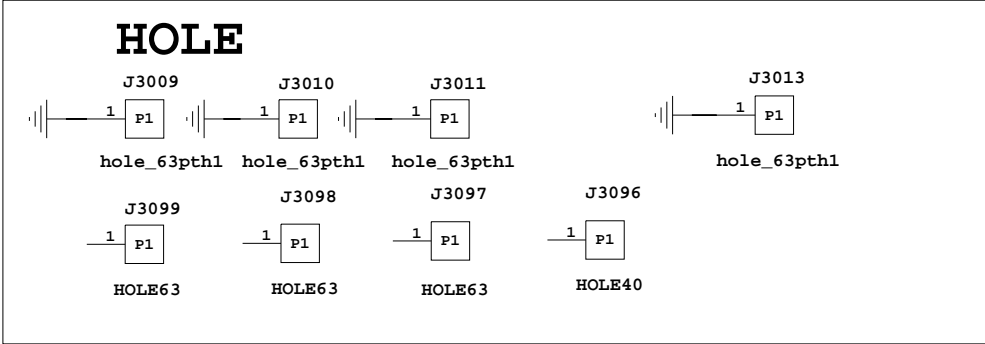 HOLE
J3009 J3010 J3011 J3013
1 P1 1 P1 1 P1 1 P1
hole_63pth1 hole_63pth1 hole_63pth1 hole_63pth1
J3099 J3098 J3097 J3096
1 P1 1 P1 1 P1 1 P1
HOLE63 HOLE63 HOLE63 HOLE40